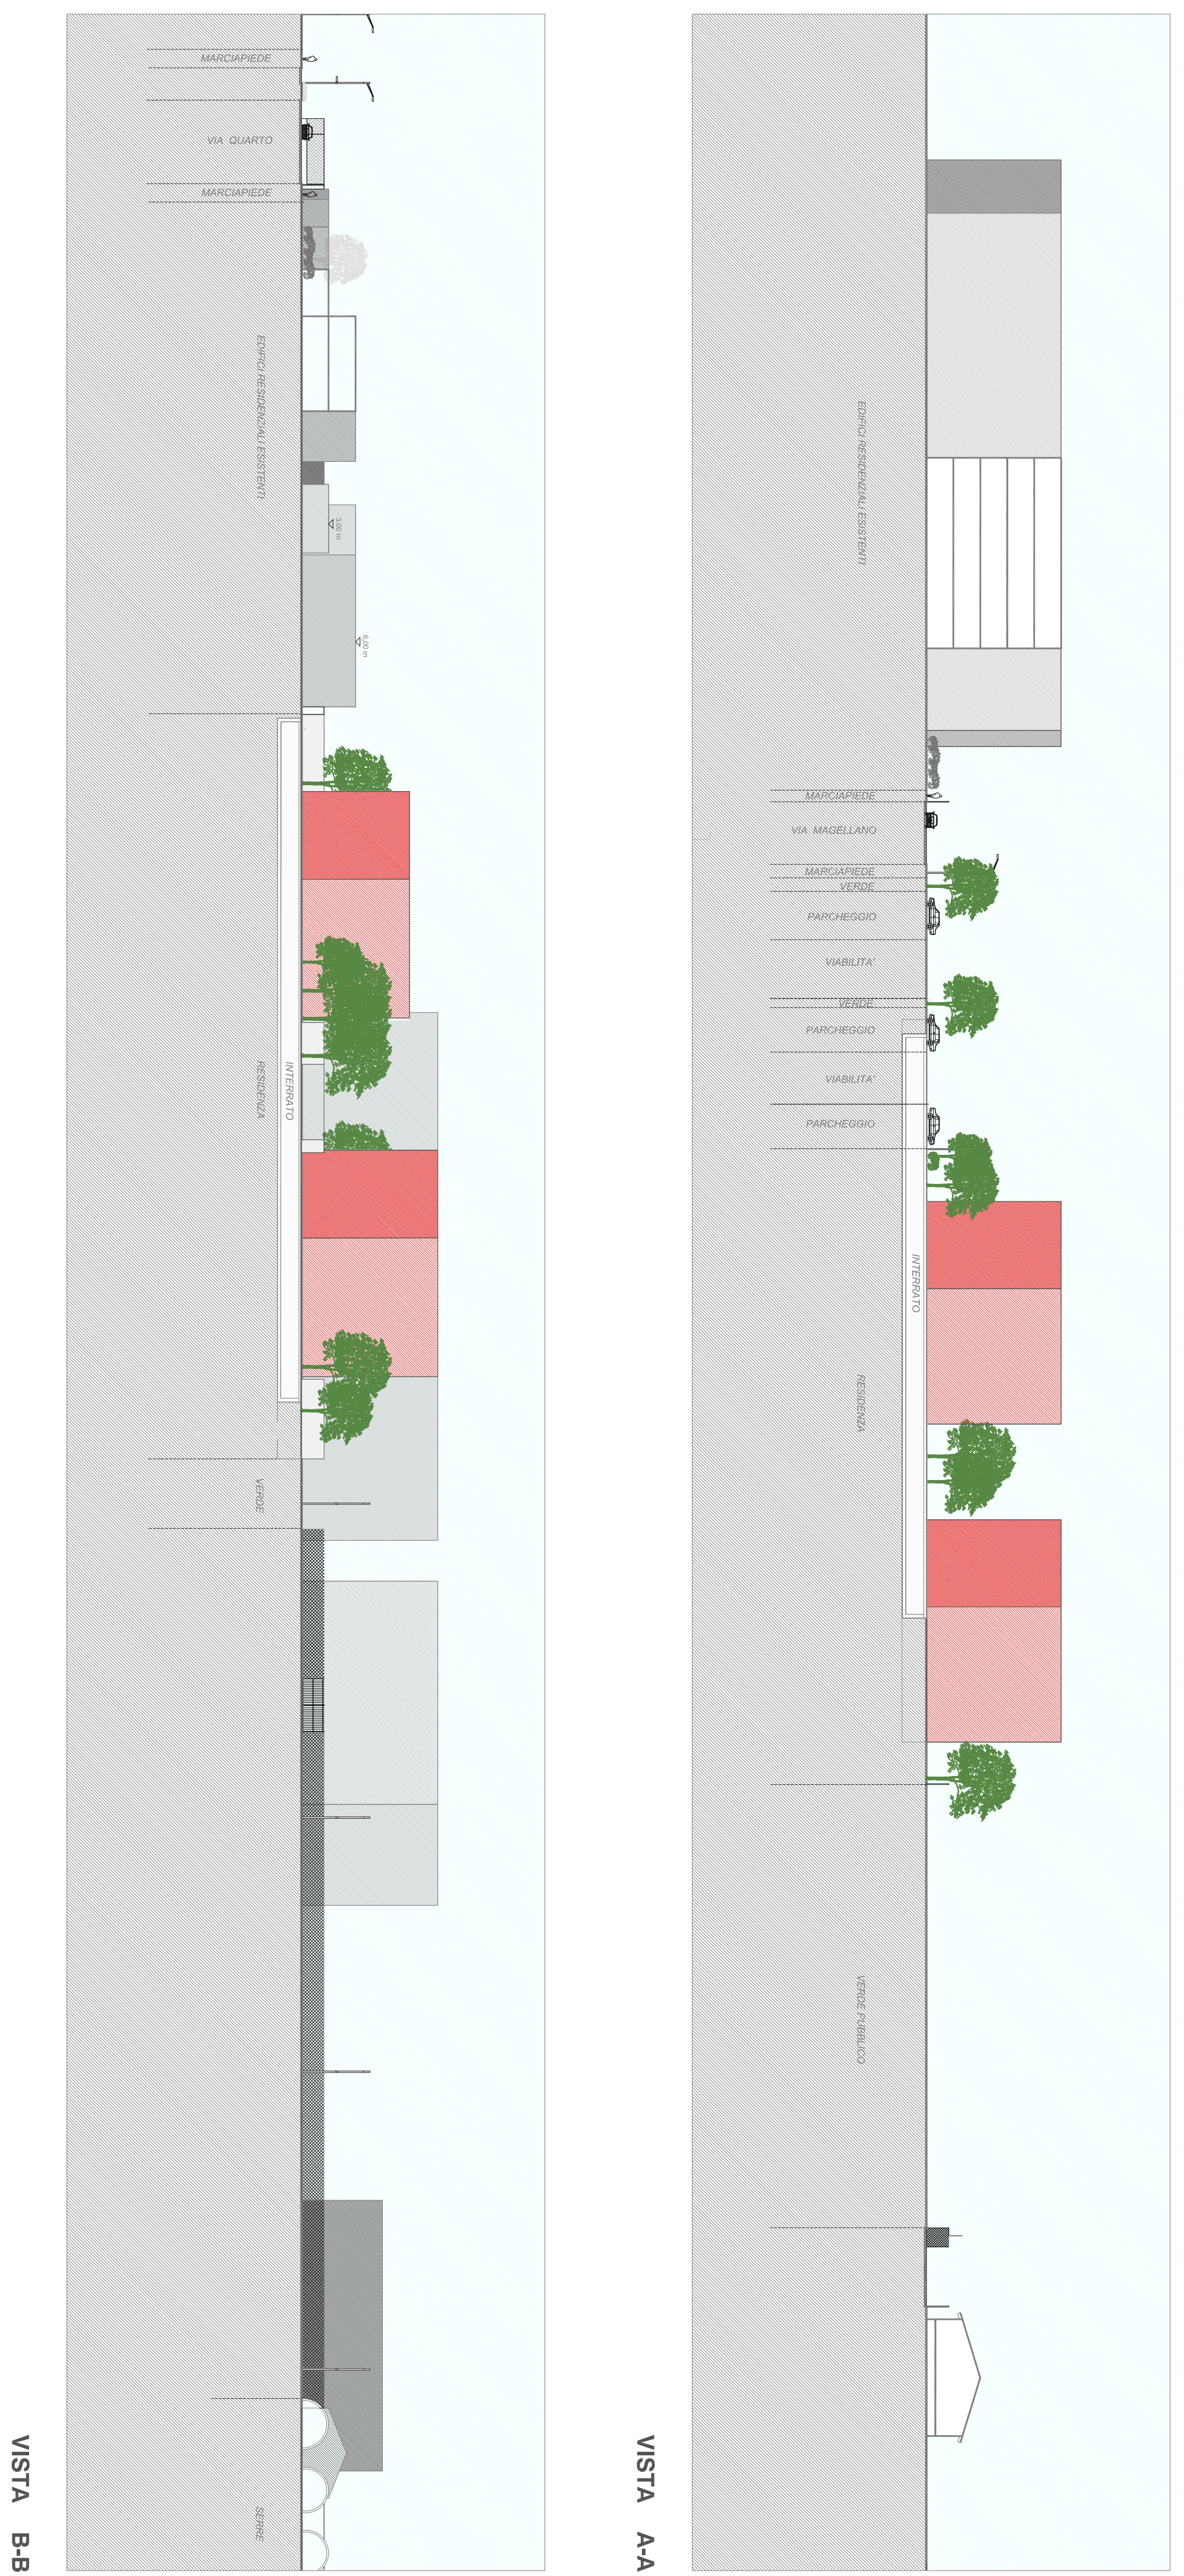 EDIFICI RESIDENZIALI ESISTENTI
MARCIAPIEDE
VIA MAGELLANO
MARCIAPIEDE
VERDE
PARCHEGGIO
VIABILITA'
VERDE
PARCHEGGIO
VIABILITA'
PARCHEGGIO
INTERRATO
RESIDENZA
VERDE PUBBLICO
VISTA A-A
MARCIAPIEDE
VIA QUARTO
MARCIAPIEDE
EDIFICI RESIDENZIALI ESISTENTI
3.00 m
6.00 m
INTERRATO
RESIDENZA
VERDE
SERRE
VISTA B-B